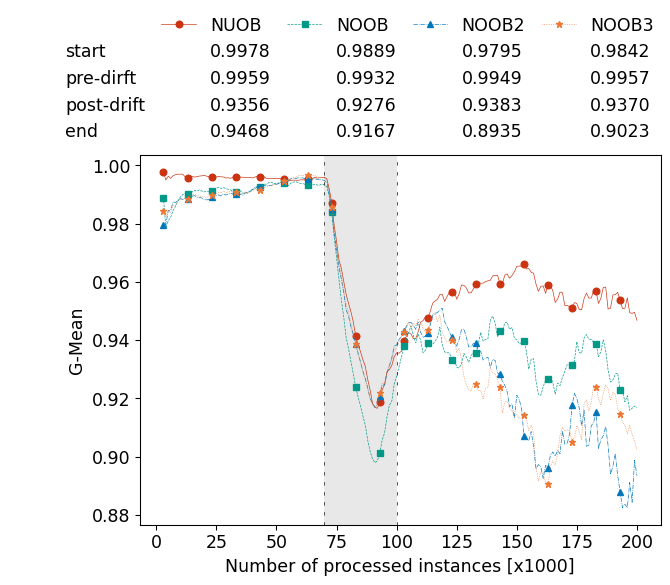 NUOB NOOB NOOB2 NOOB3
start 0.9978 0.9889 0.9795 0.9842
pre-dirft 0.9959 0.9932 0.9949 0.9957
post-drift 0.9356 0.9276 0.9383 0.9370
end 0.9468 0.9167 0.8935 0.9023
1.00
0.98
0.96
0.94
0.92
0.90
0.88
G-Mean
0 25 50 75 100 125 150 175 200
Number of processed instances [x1000]